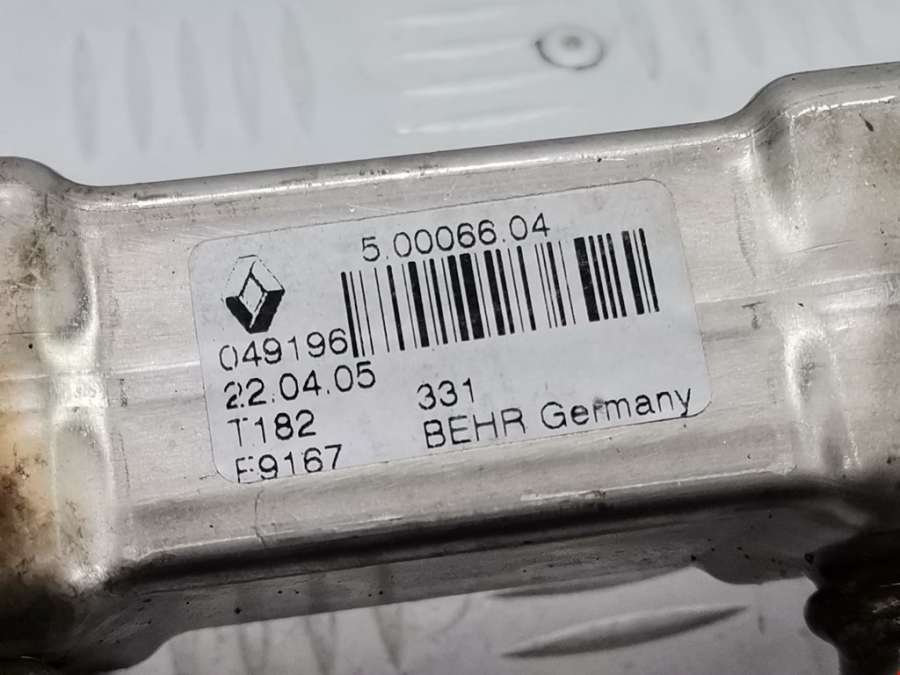 5.00066.04
049196
22.04.05
331
T182
BEHR Germany
F9167